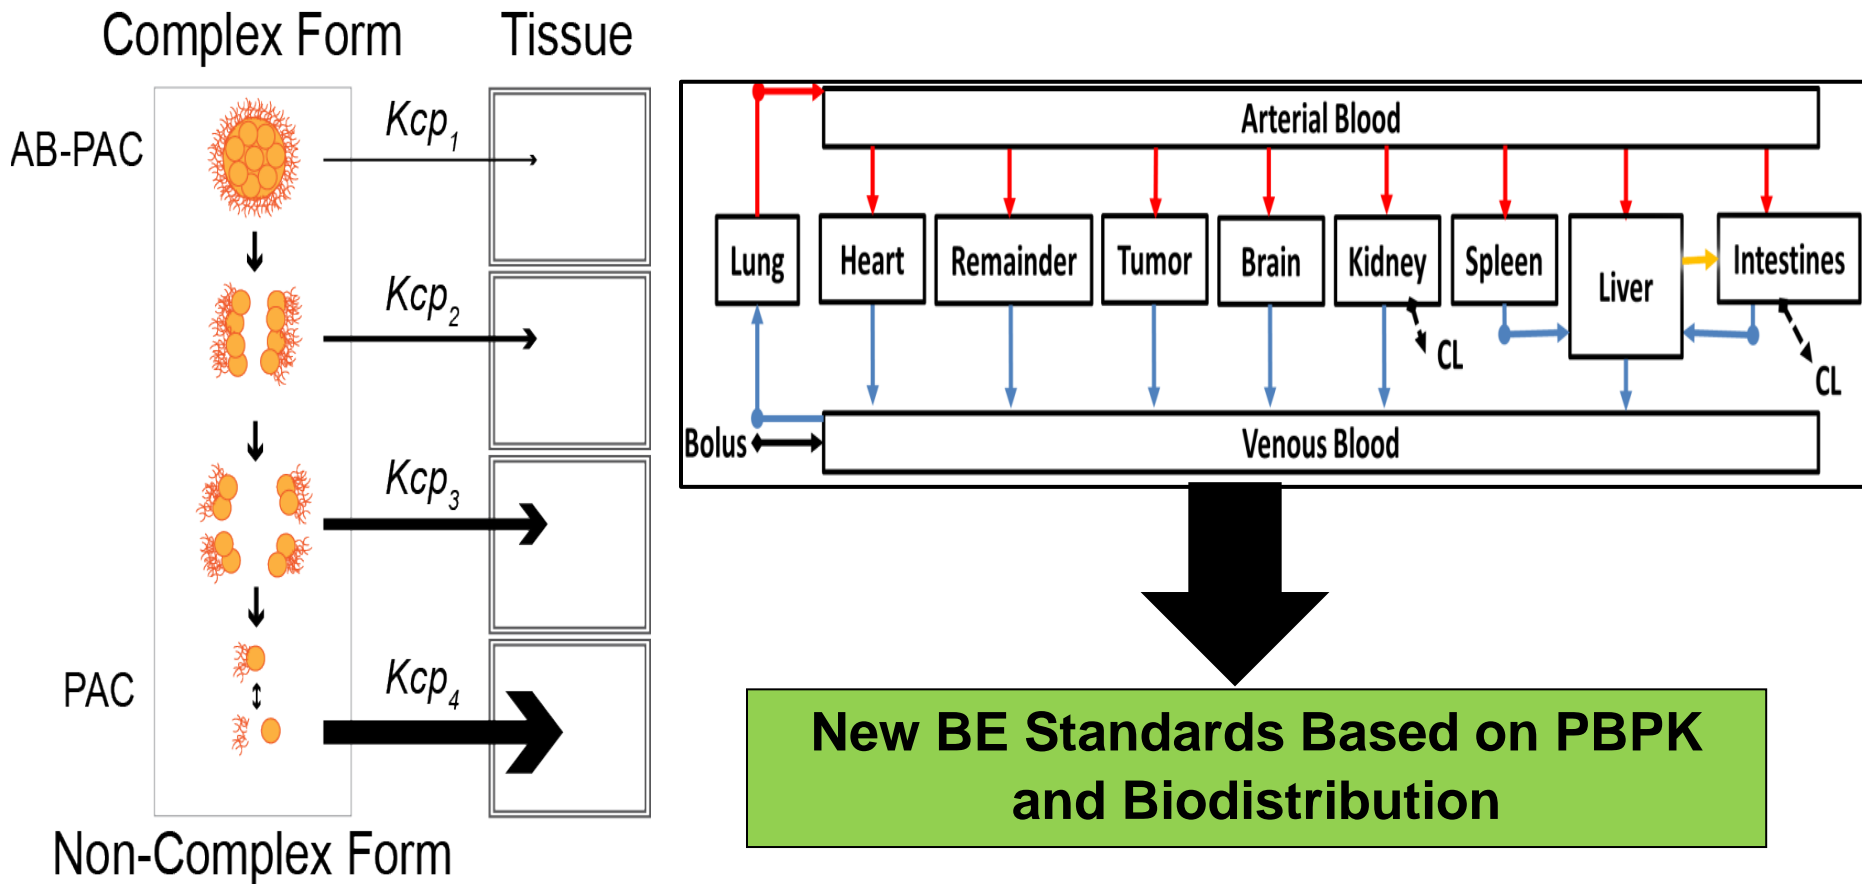 Complex Form
Tissue
AB-PAC
Kcp1
Kcp2
Kcp3
PAC
Kcp4
Non-Complex Form
Arterial Blood
Lung
Heart
Remainder
Tumor
Brain
Kidney
Spleen
Liver
Intestines
CL
CL
Bolus
Venous Blood
New BE Standards Based on PBPK
and Biodistribution